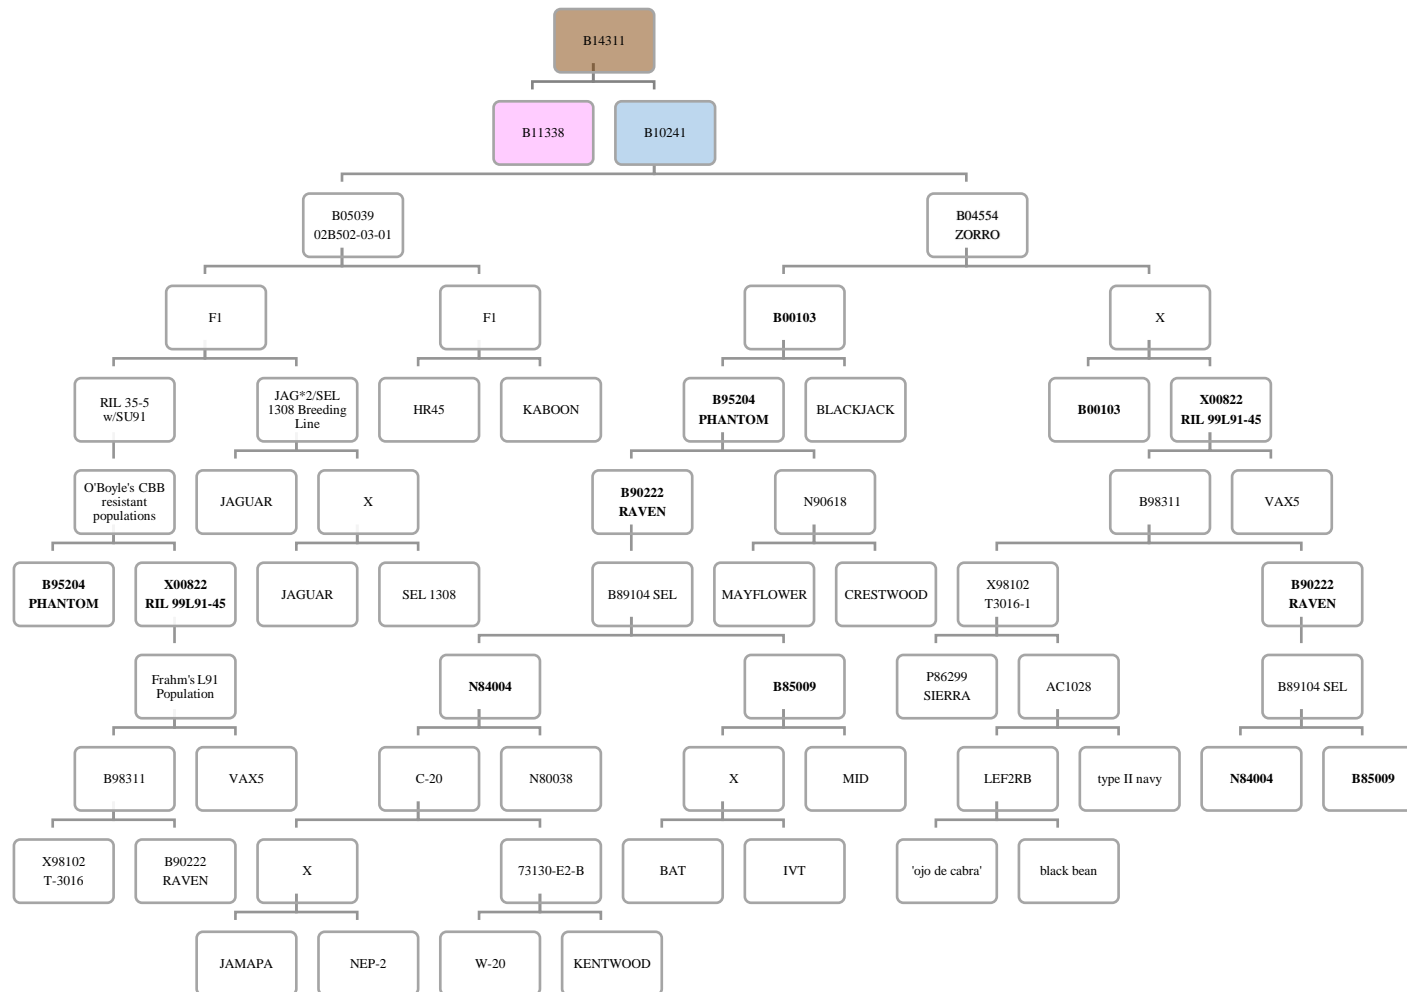 B14311
B11338
B10241
B05039
02B502-03-01
B04554
ZORRO
F1
F1
B00103
X
RIL 35-5
w/SU91
JAG*2/SEL
1308 Breeding
Line
HR45
KABOON
B95204
PHANTOM
BLACKJACK
B00103
X00822
RIL 99L91-45
O'Boyle's CBB
resistant
populations
JAGUAR
X
B90222
RAVEN
N90618
B98311
VAX5
B95204
PHANTOM
X00822
RIL 99L91-45
JAGUAR
SEL 1308
B89104 SEL
MAYFLOWER
CRESTWOOD
X98102
T3016-1
B90222
RAVEN
Frahm's L91
Population
N84004
B85009
P86299
SIERRA
AC1028
B89104 SEL
B98311
VAX5
C-20
N80038
X
MID
LEF2RB
type II navy
N84004
B85009
X98102
T-3016
B90222
RAVEN
X
73130-E2-B
BAT
IVT
'ojo de cabra'
black bean
JAMAPA
NEP-2
W-20
KENTWOOD